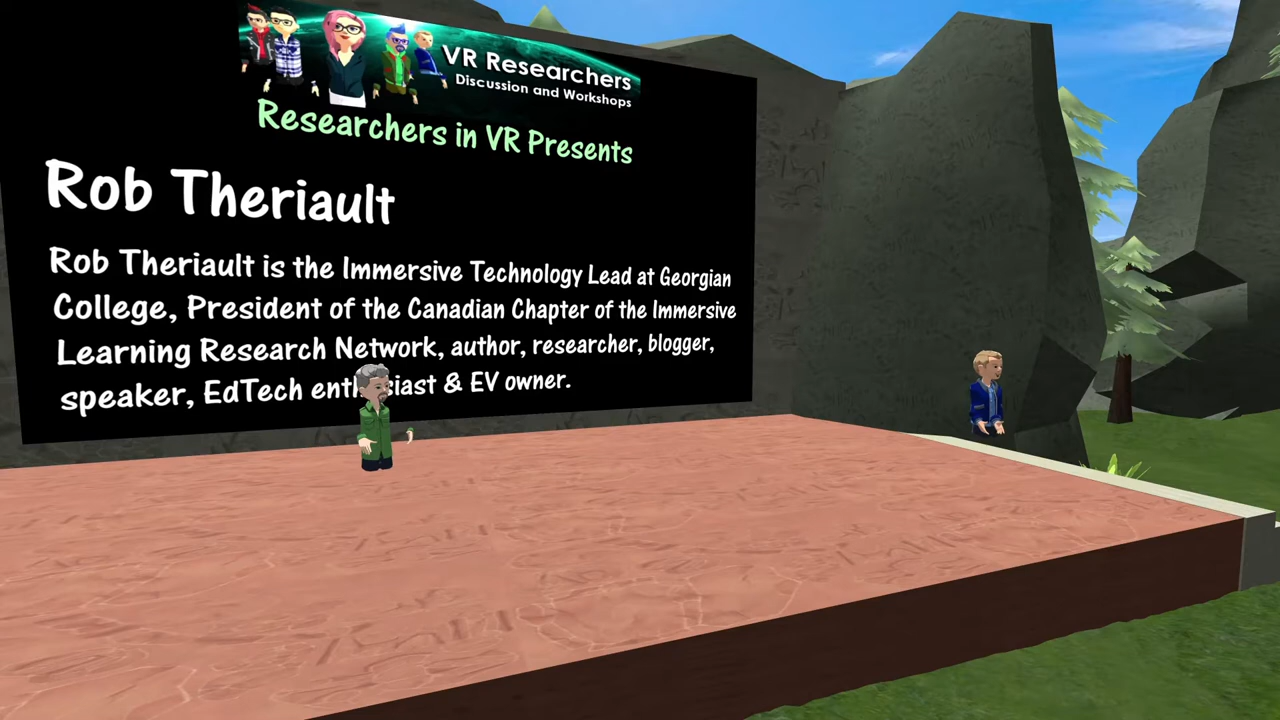 VR Researchers
Discussion and Workshops
Researchers in VR Presents
Rob Theriault
Rob Theriault is the Immersive Technology Lead at Georgian
College, President of the Canadian Chapter of the Immersive
Learning Research Network, author, researcher, blogger,
speaker, EdTech enthusiast & EV owner.